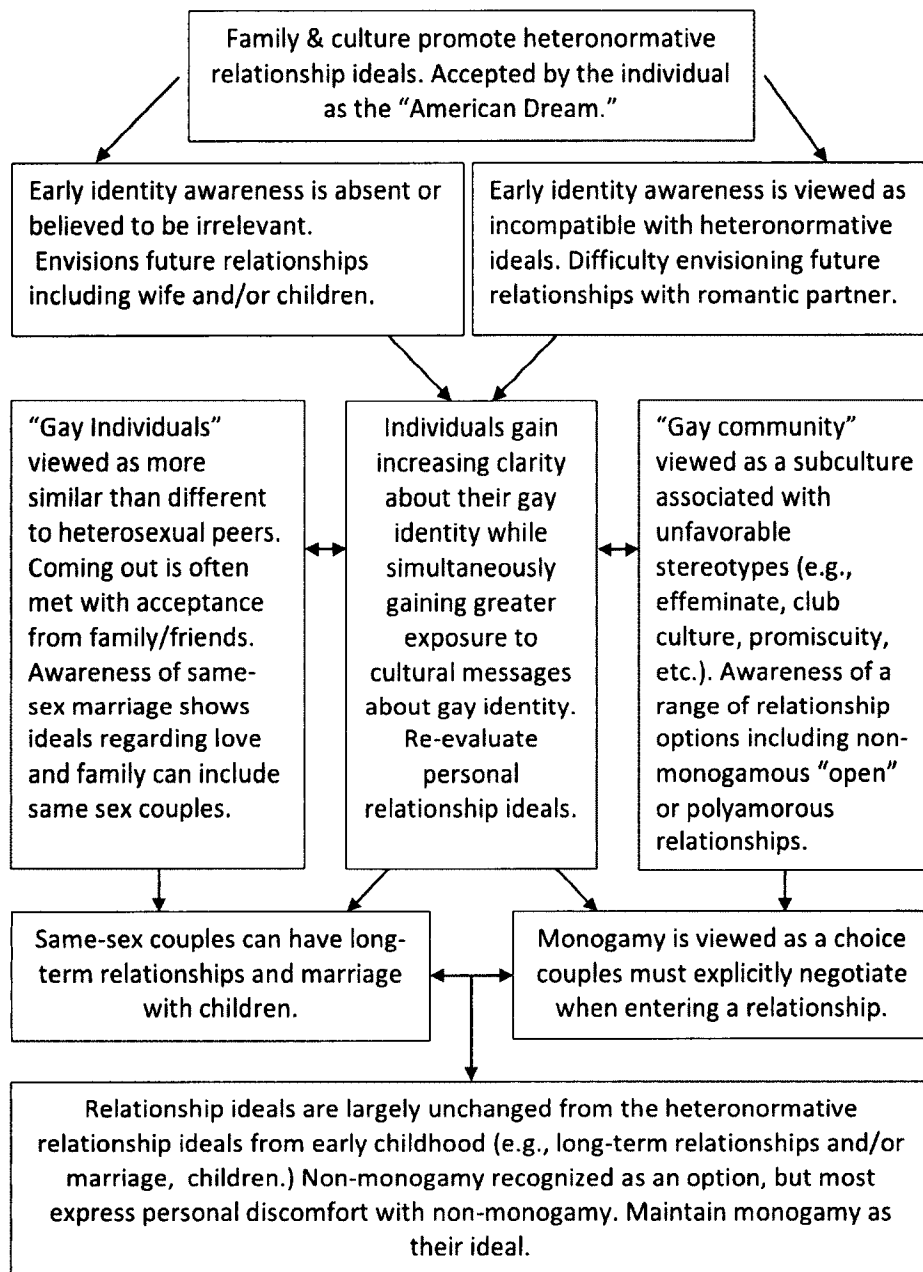 Family & culture promote heteronormative
relationship ideals. Accepted by the individual
as the “American Dream.”
Early identity awareness is absent or
believed to be irrelevant.
Envisions future relationships
including wife and/or children.
Early identity awareness is viewed as
incompatible with heteronormative
ideals. Difficulty envisioning future
relationships with romantic partner.
“Gay Individuals”
viewed as more
similar than different
to heterosexual peers.
Coming out is often
met with acceptance
from family/friends.
Awareness of same-
sex marriage shows
ideals regarding love
and family can include
same sex couples.
Individuals gain
increasing clarity
about their gay
identity while
simultaneously
gaining greater
exposure to
cultural messages
about gay identity.
Re-evaluate
personal
relationship ideals.
“Gay community”
viewed as a subculture
associated with
unfavorable
stereotypes (e.g.,
effeminate, club
culture, promiscuity,
etc.). Awareness of a
range of relationship
options including non-
monogamous “open”
or polyamorous
relationships.
Same-sex couples can have long-
term relationships and marriage
with children.
Monogamy is viewed as a choice
couples must explicitly negotiate
when entering a relationship.
Relationship ideals are largely unchanged from the heteronormative
relationship ideals from early childhood (e.g., long-term relationships and/or
marriage, children.) Non-monogamy recognized as an option, but most
express personal discomfort with non-monogamy. Maintain monogamy as
their ideal.